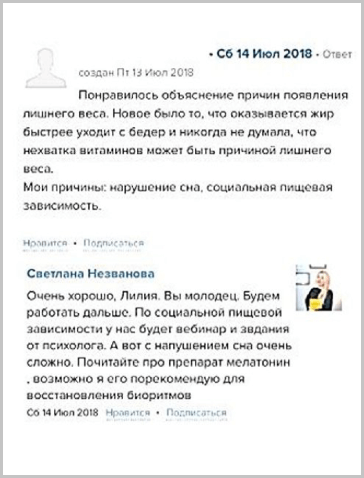 • Сб 14 Июл 2018 • Ответ
создан Пт 13 Июл 2018
Понравилось объяснение причин появления
лишнего веса. Новое было то, что оказывается жир
быстрее уходит с бедер и никогда не думала, что
нехватка витаминов может быть причиной лишнего
веса.
Мои причины: нарушение сна, социальная пищевая
зависимость.
Нравится • Подписаться
Светлана Незванова
Очень хорошо, Лилия. Вы молодец. Будем
работать дальше. По социальной пищевой
зависимости у нас будет вебинар и звдания
от психолога. А вот с напушением сна очень
сложно. Почитайте про препарат мелатонин
, возможно я его порекомендую для
восстановления биоритмов
Сб 14 Июл 2018 Нравится • Подписаться